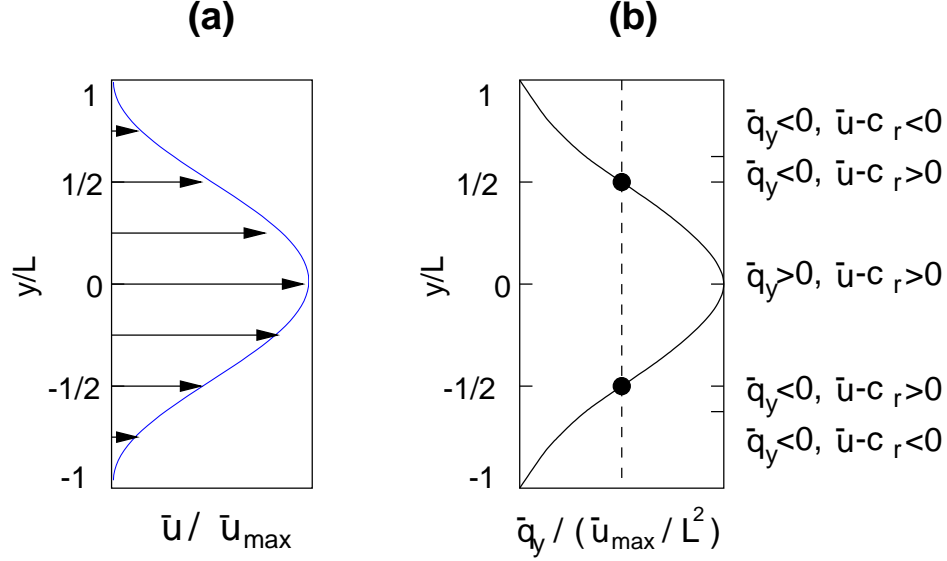 (a)
(b)
1
1/2
0
-1/2
-1
y/L
ū / ū_max
1
1/2
0
-1/2
-1
y/L
q̄_y / ( ū_max / L² )
q̄_y<0, ū-c_r<0
q̄_y<0, ū-c_r>0
q̄_y>0, ū-c_r>0
q̄_y<0, ū-c_r>0
q̄_y<0, ū-c_r<0